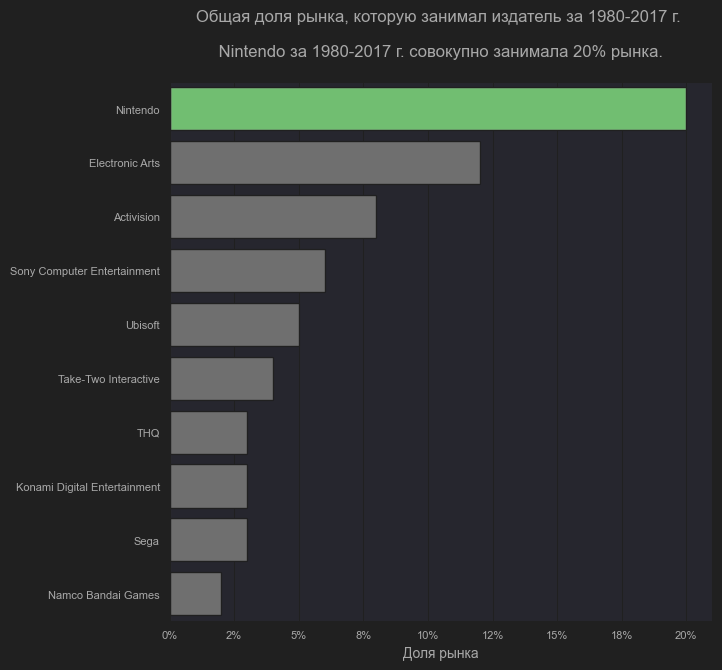 Общая доля рынка, которую занимал издатель за 1980-2017 г.
Nintendo за 1980-2017 г. совокупно занимала 20% рынка.
Nintendo
Electronic Arts
Activision
Sony Computer Entertainment
Ubisoft
Take-Two Interactive
THQ
Konami Digital Entertainment
Sega
Namco Bandai Games
0% 2% 5% 8% 10% 12% 15% 18% 20%
Доля рынка